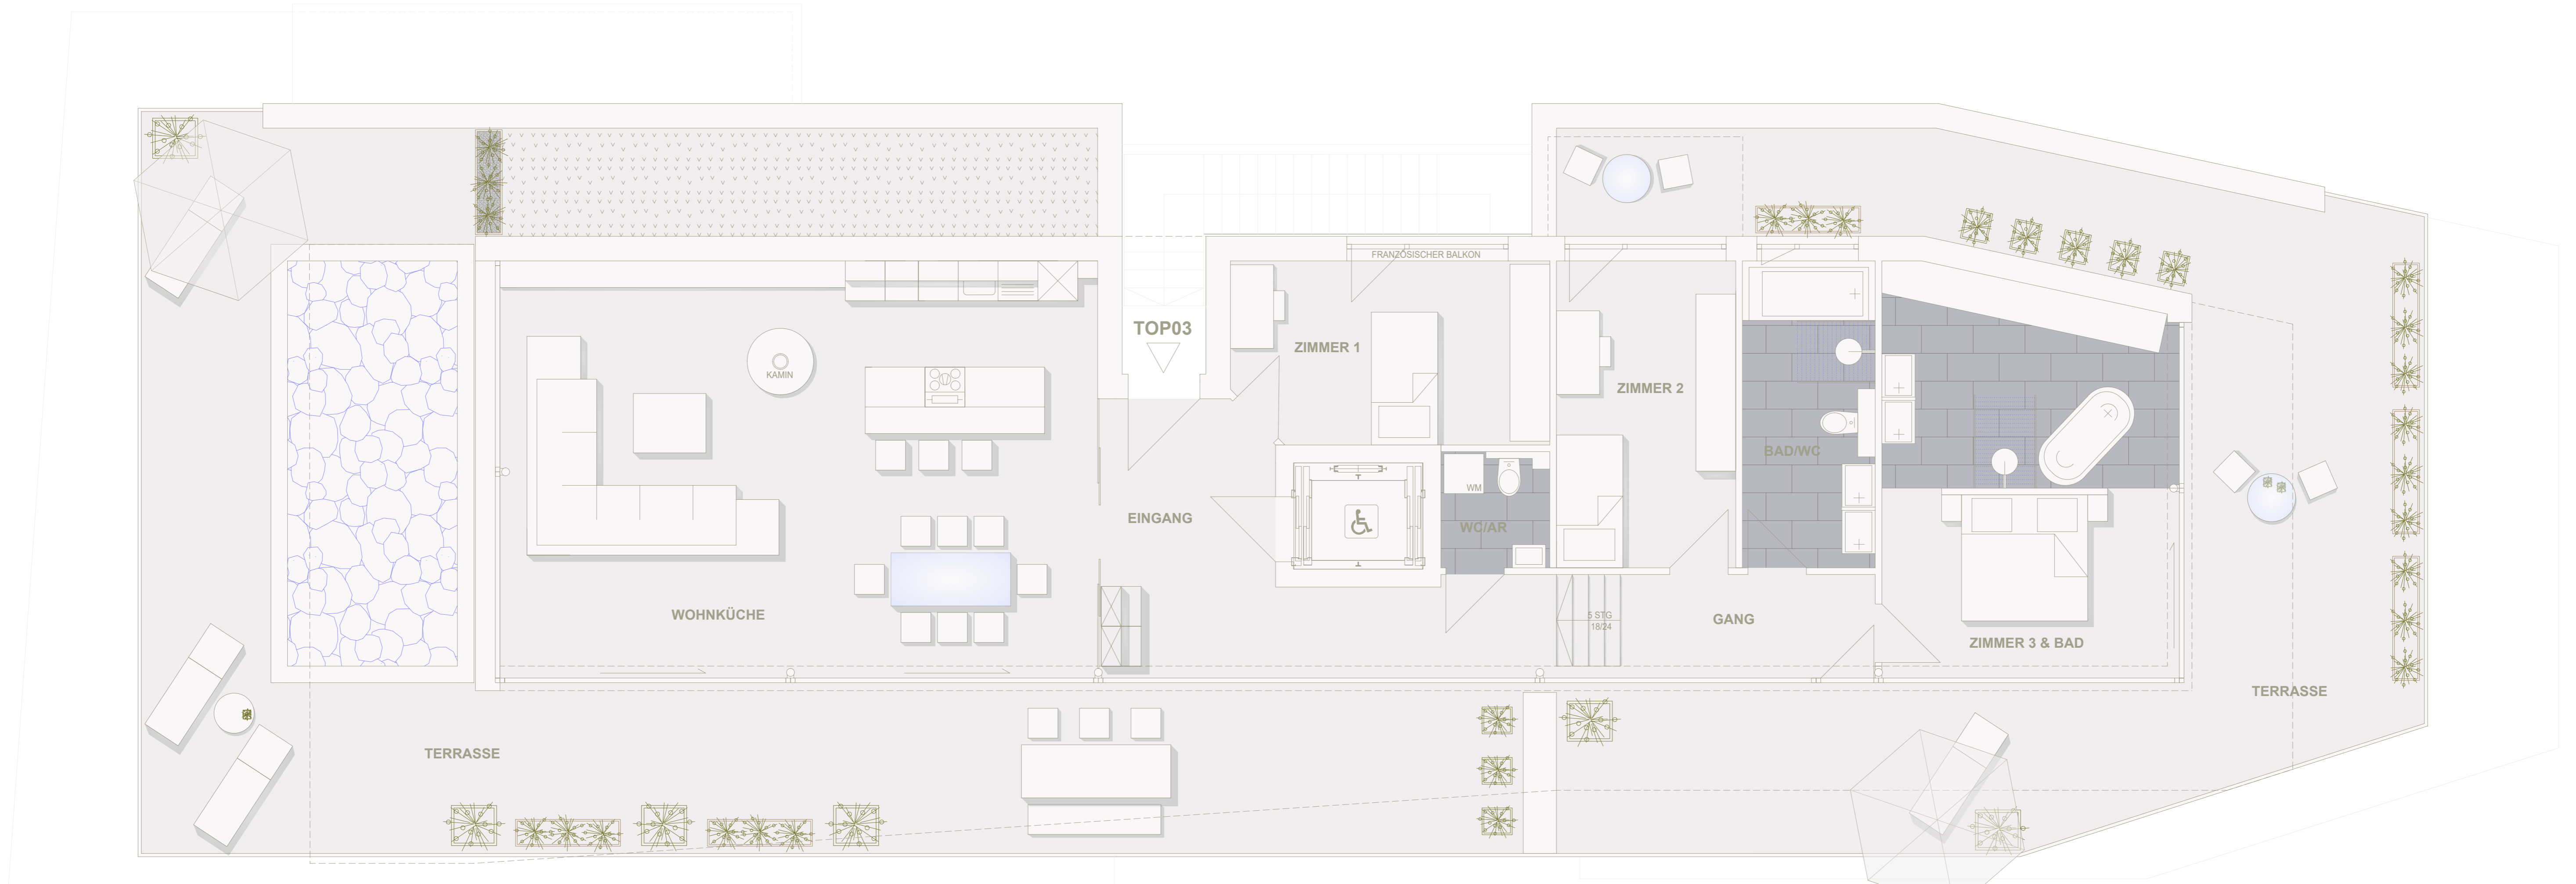 FRANZÖSISCHER BALKON
TOP03
ZIMMER 1
KAMIN
ZIMMER 2
BAD/WC
WM
EINGANG
WC/AR
WOHNKÜCHE
5 STG
18/24
GANG
ZIMMER 3 & BAD
TERRASSE
TERRASSE